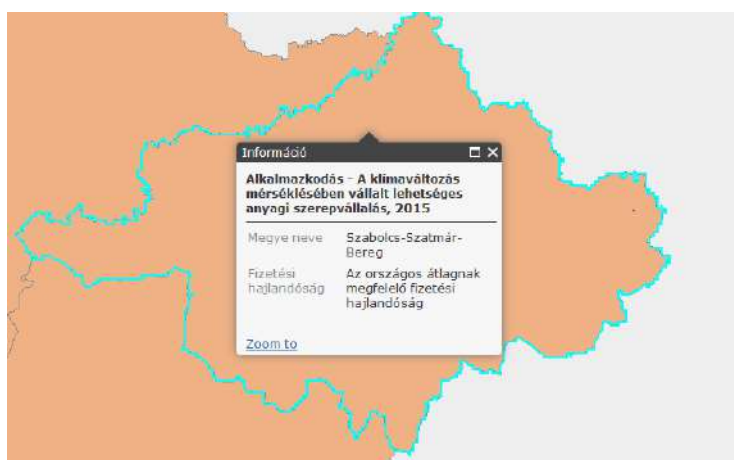 Információ
Alkalmazkodás - A klímaváltozás
mérséklésében vállalt lehetséges
anyagi szerepvállalás, 2015
Megye neve
Szabolcs-Szatmár-
Bereg
Fizetési
hajlandóság
Az országos átlagnak
megfelelő fizetési
hajlandóság
Zoom to